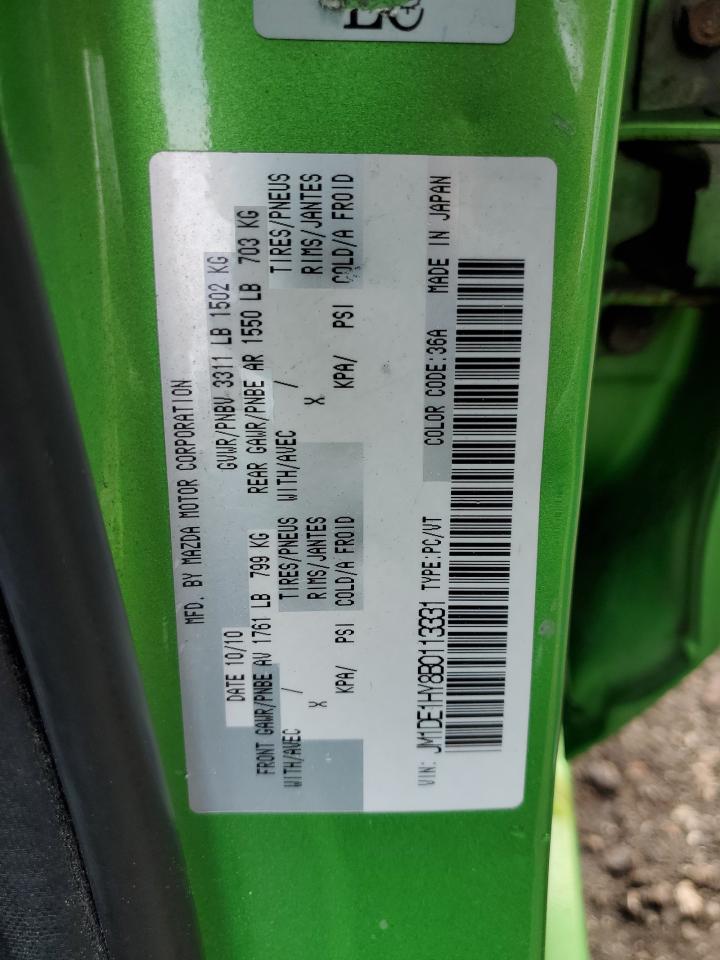 MFD. BY MAZDA MOTOR CORPORATION
DATE 10/10 GVWR/PNBV 3311 LB 1502 KG
FRONT GAWR/PNBE AV 1761 LB 799 KG REAR GAWR/PNBE AR 1550 LB 703 KG
WITH/AVEC / TIRES/PNEUS WITH/AVEC / TIRES/PNEUS
X RIMS/JANTES X RIMS/JANTES
KPA/ PSI COLD/A FROID KPA/ PSI COLD/A FROID
VIN: JM1DE1HY8B0113331 TYPE:PC/VT COLOR CODE:36A MADE IN JAPAN